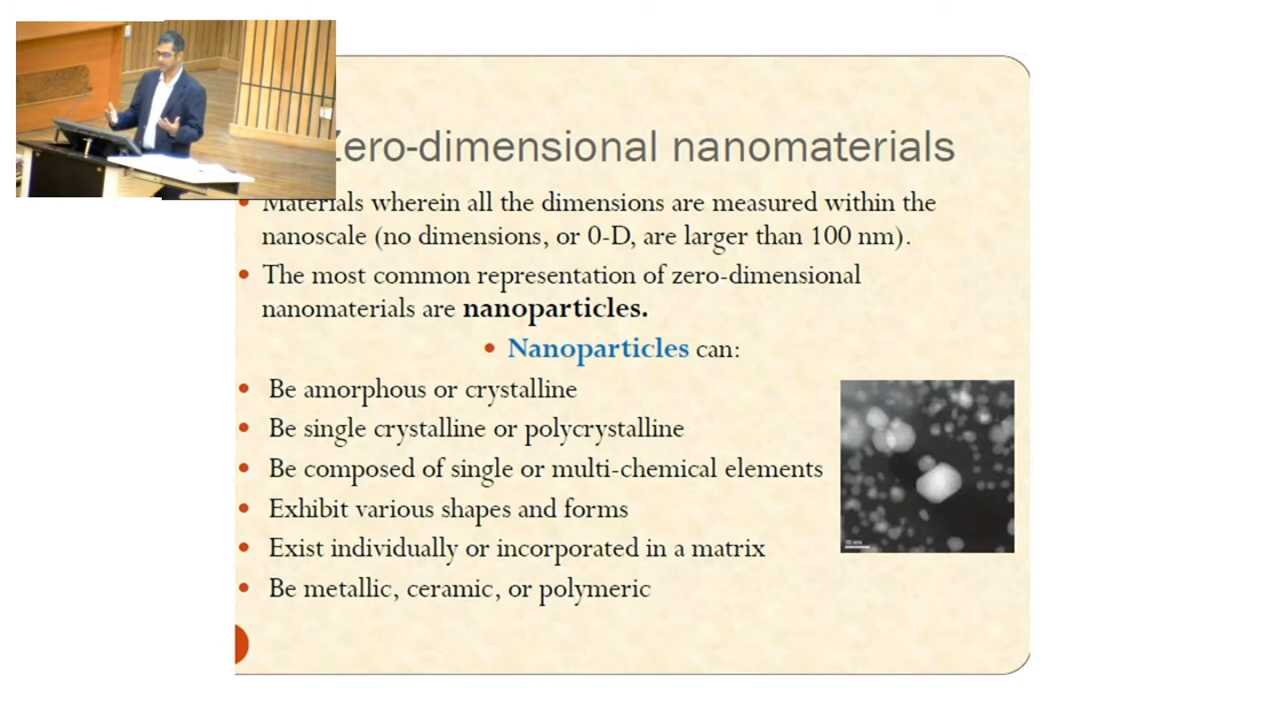 Zero-dimensional nanomaterials
• Materials wherein all the dimensions are measured within the
nanoscale (no dimensions, or 0-D, are larger than 100 nm).
• The most common representation of zero-dimensional
nanomaterials are nanoparticles.
• Nanoparticles can:
• Be amorphous or crystalline
• Be single crystalline or polycrystalline
• Be composed of single or multi-chemical elements
• Exhibit various shapes and forms
• Exist individually or incorporated in a matrix
• Be metallic, ceramic, or polymeric